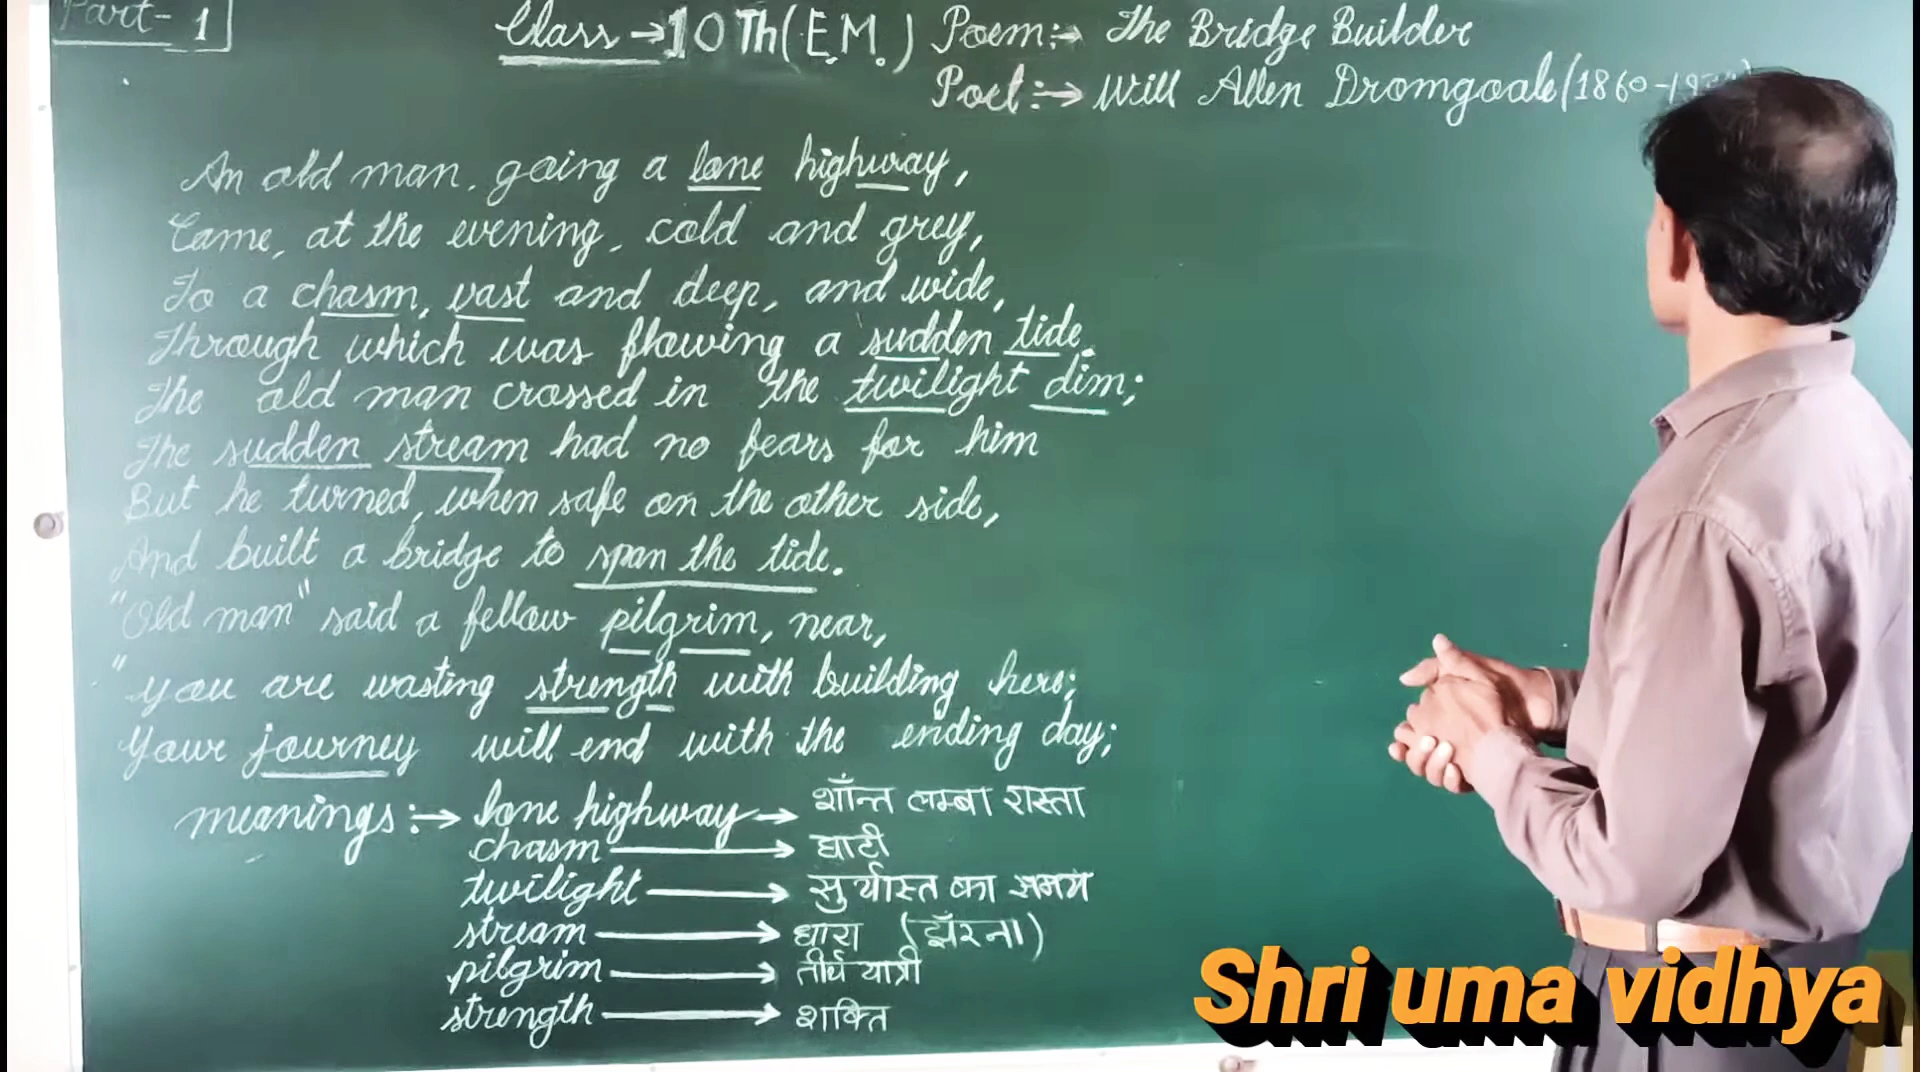 Part- 1
Class → 10 Th (E.M.) Poem:→ The Bridge Builder
Poet:→ Will Allen Dromgoale (1860-19
An old man, going a lone highway,
Came, at the evening, cold and grey,
To a chasm, vast and deep, and wide,
Through which was flowing a sudden tide.
The old man crossed in the twilight dim;
The sudden stream had no fears for him
But he turned, when safe on the other side,
And built a bridge to span the tide.
"Old man" said a fellow pilgrim, near,
"you are wasting strength with building here;
Your journey will end with the ending day;
meanings:→ lone highway → शाँन्त लम्बा रास्ता
chasm → घाटी
twilight → सुर्यास्त का समय
stream → धारा (झँरना)
pilgrim → तीर्थ यात्री
strength → शक्ति
Shri uma vidhya